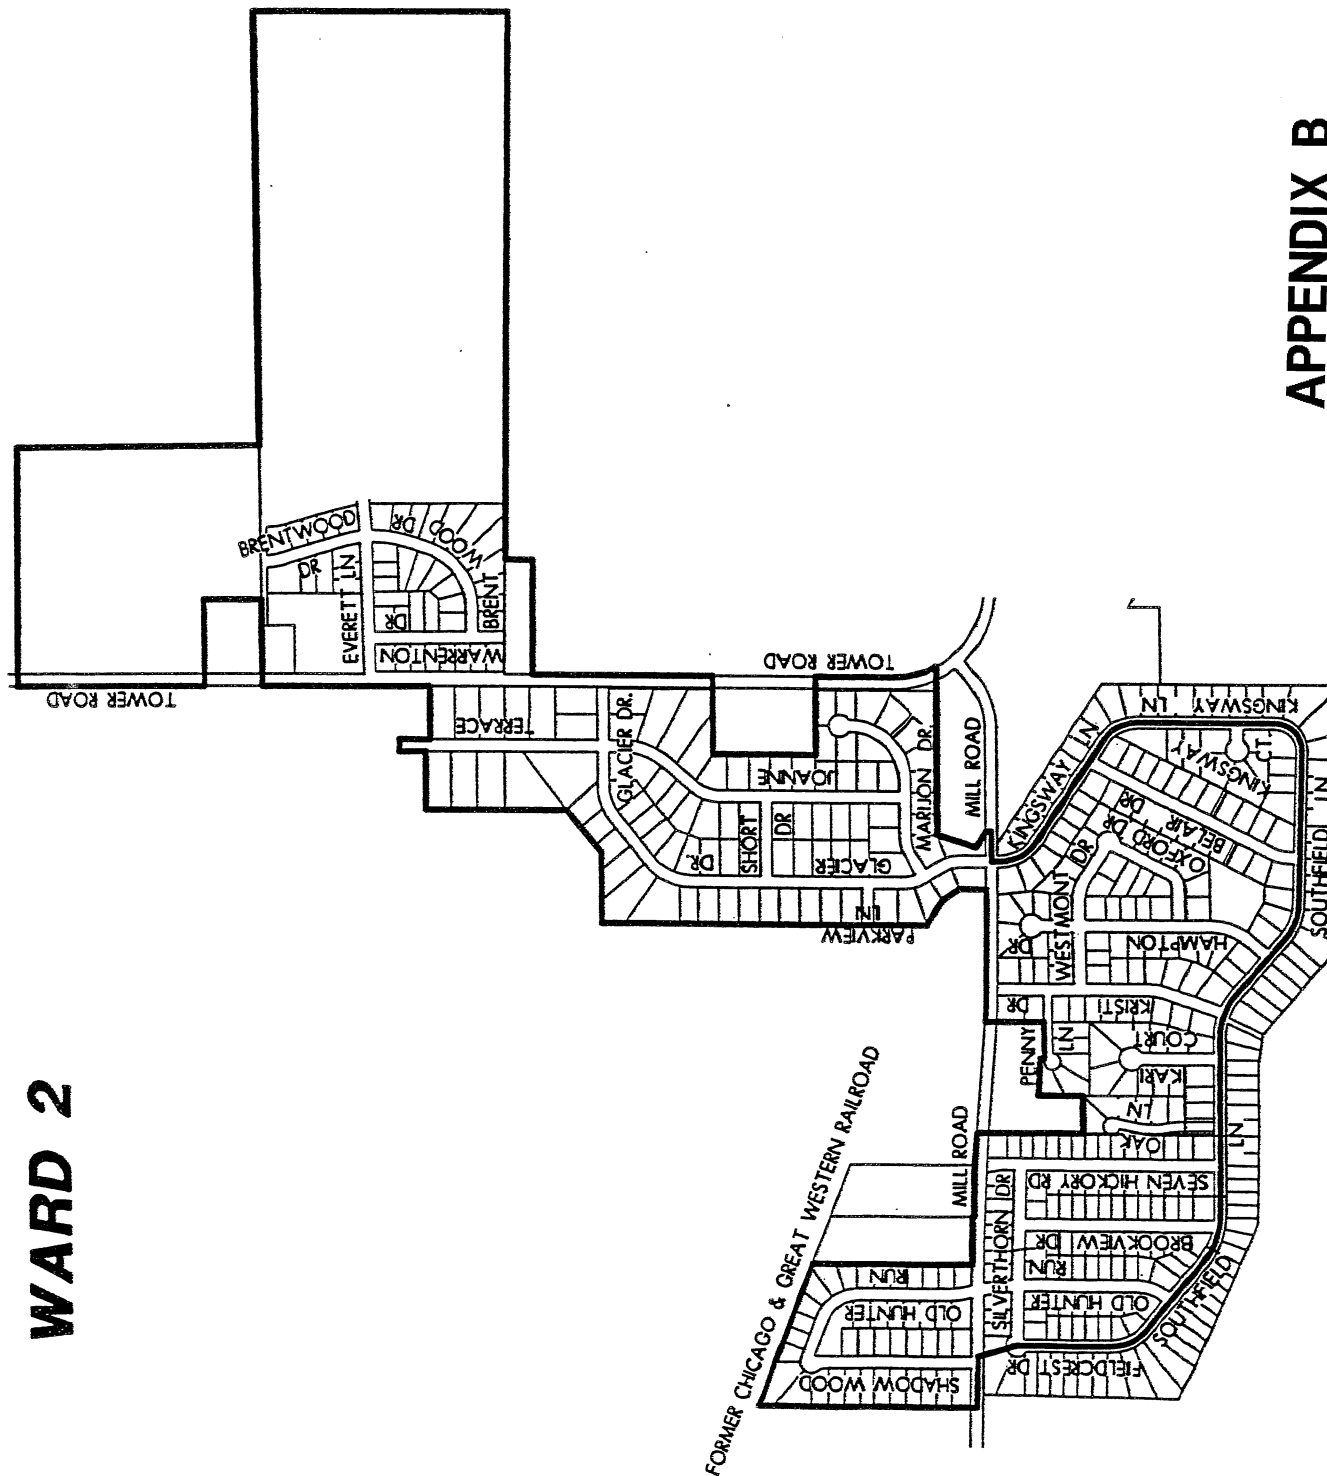 WARD 2
APPENDIX B
TOWER ROAD
BRENTWOOD
DR
EVERETT LN
DR
WOOD
BRENT
DR
WARRENTON
TOWER ROAD
TERRACE
GLACIER DR.
JOANNE
DR
SHORT
DR.
GLACIER
MARIJON DR.
PARKVIEW
LN
MILL ROAD
KINGSWAY LN
KINGSWAY LN
KINGSWAY
CT.
BEL AIR
DR
OXFORD DR
WESTMONT DR
HAMPTON
DR
KRISTI
DR
SOUTHFIELD LN
PENNY
LN
KARI
COURT
OAK
LN
MILL ROAD
FORMER CHICAGO & GREAT WESTERN RAILROAD
SEVEN HICKORY RD
SILVERTHORN DR
BROOKVIEW DR
OLD HUNTER
RUN
OLD HUNTER
RUN
SHADOW WOOD
FIELDCREST DR
SOUTHFIELD
LN